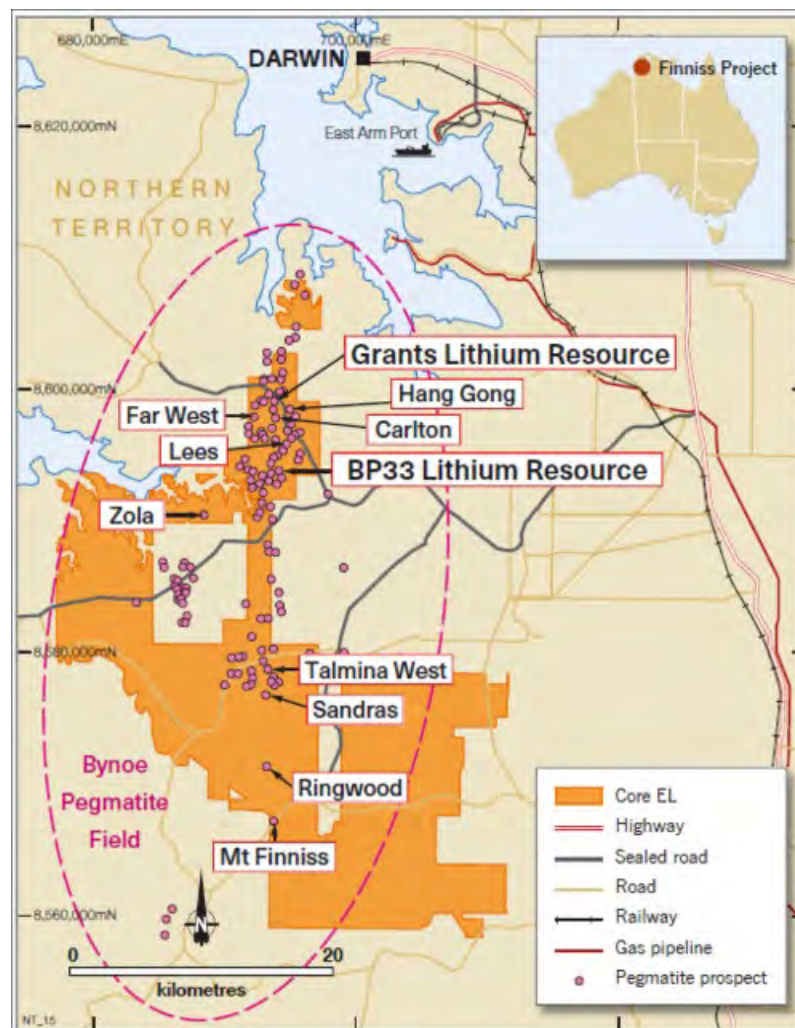 680,000mE
700,000mE
DARWIN
Finniss Project
8,620,000mN
East Arm Port
NORTHERN
TERRITORY
Grants Lithium Resource
8,600,000mN
Hang Gong
Far West
Carlton
Lees
BP33 Lithium Resource
Zola
8,580,000mN
Talmina West
Sandras
Ringwood
Bynoe
Pegmatite
Field
Mt Finniss
8,560,000mN
N
0
20
kilometres
NT_15
Core EL
Highway
Sealed road
Road
Railway
Gas pipeline
Pegmatite prospect